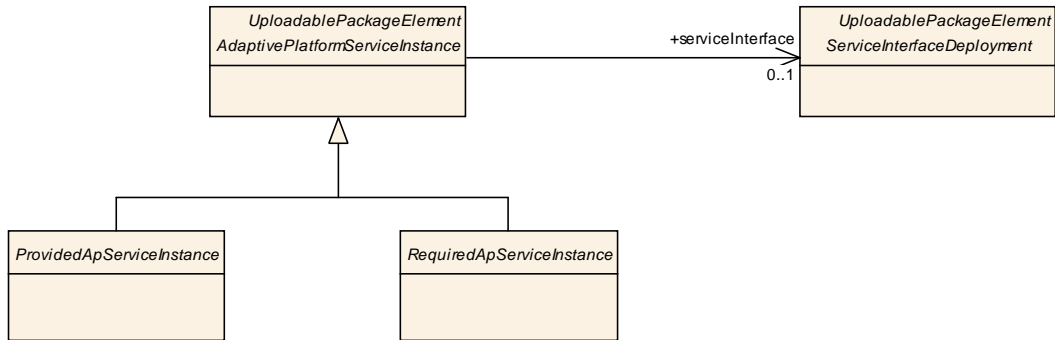 UploadablePackageElement
AdaptivePlatformServiceInstance
UploadablePackageElement
ServiceInterfaceDeployment
+serviceInterface
0..1
ProvidedApServiceInstance
RequiredApServiceInstance